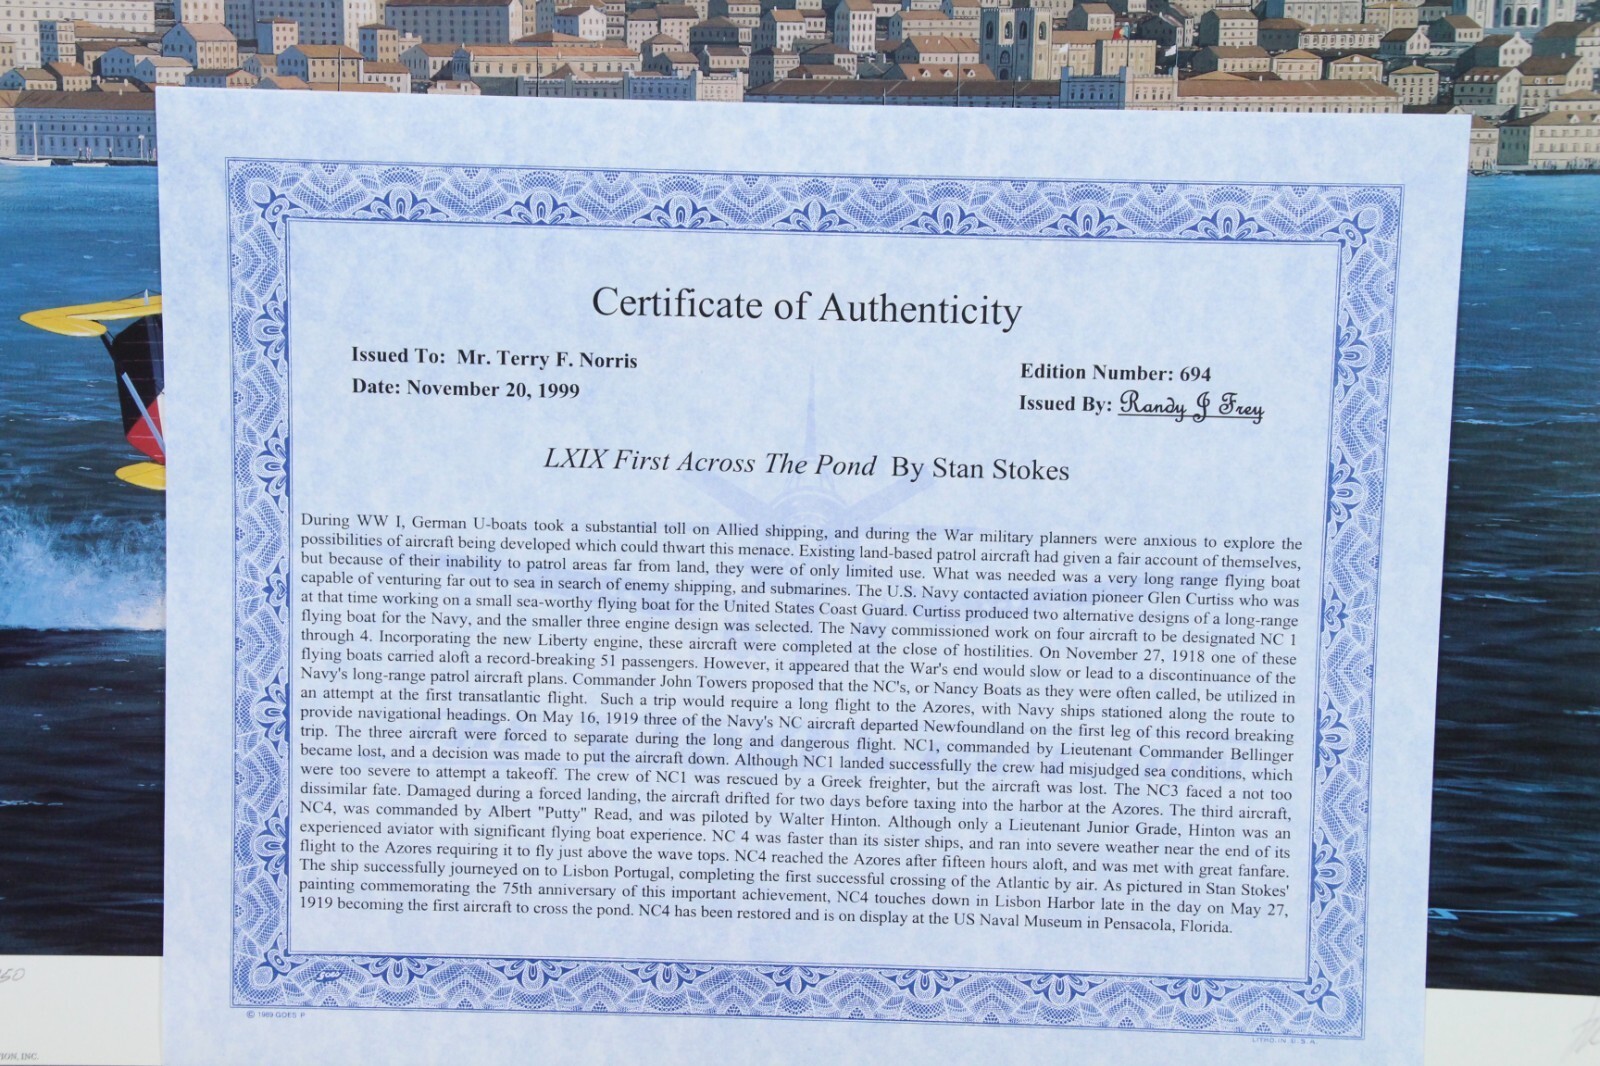 Certificate of Authenticity
Issued To: Mr. Terry F. Norris
Date: November 20, 1999
Edition Number: 694
Issued By: Randy J Frey
LXIX First Across The Pond By Stan Stokes
During WW I, German U-boats took a substantial toll on Allied shipping, and during the War military planners were anxious to explore the
possibilities of aircraft being developed which could thwart this menace. Existing land-based patrol aircraft had given a fair account of themselves,
but because of their inability to patrol areas far from land, they were of only limited use. What was needed was a very long range flying boat
capable of venturing far out to sea in search of enemy shipping, and submarines. The U.S. Navy contacted aviation pioneer Glen Curtiss who was
at that time working on a small sea-worthy flying boat for the United States Coast Guard. Curtiss produced two alternative designs of a long-range
flying boat for the Navy, and the smaller three engine design was selected. The Navy commissioned work on four aircraft to be designated NC 1
through 4. Incorporating the new Liberty engine, these aircraft were completed at the close of hostilities. On November 27, 1918 one of these
flying boats carried aloft a record-breaking 51 passengers. However, it appeared that the War's end would slow or lead to a discontinuance of the
Navy's long-range patrol aircraft plans. Commander John Towers proposed that the NC's, or Nancy Boats as they were often called, be utilized in
an attempt at the first transatlantic flight. Such a trip would require a long flight to the Azores, with Navy ships stationed along the route to
provide navigational headings. On May 16, 1919 three of the Navy's NC aircraft departed Newfoundland on the first leg of this record breaking
trip. The three aircraft were forced to separate during the long and dangerous flight. NC1, commanded by Lieutenant Commander Bellinger
became lost, and a decision was made to put the aircraft down. Although NC1 landed successfully the crew had misjudged sea conditions, which
were too severe to attempt a takeoff. The crew of NC1 was rescued by a Greek freighter, but the aircraft was lost. The NC3 faced a not too
dissimilar fate. Damaged during a forced landing, the aircraft drifted for two days before taxing into the harbor at the Azores. The third aircraft,
NC4, was commanded by Albert "Putty" Read, and was piloted by Walter Hinton. Although only a Lieutenant Junior Grade, Hinton was an
experienced aviator with significant flying boat experience. NC 4 was faster than its sister ships, and ran into severe weather near the end of its
flight to the Azores requiring it to fly just above the wave tops. NC4 reached the Azores after fifteen hours aloft, and was met with great fanfare.
The ship successfully journeyed on to Lisbon Portugal, completing the first successful crossing of the Atlantic by air. As pictured in Stan Stokes'
painting commemorating the 75th anniversary of this important achievement, NC4 touches down in Lisbon Harbor late in the day on May 27,
1919 becoming the first aircraft to cross the pond. NC4 has been restored and is on display at the US Naval Museum in Pensacola, Florida.
Goes
© 1989 GOES P
LITHO. IN U. S. A.
50
ION, INC.